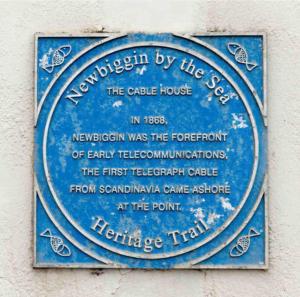 Newbiggin by the Sea
THE CABLE HOUSE
IN 1868,
NEWBIGGIN WAS THE FOREFRONT
OF EARLY TELECOMMUNICATIONS,
THE FIRST TELEGRAPH CABLE
FROM SCANDINAVIA CAME ASHORE
AT THE POINT.
Heritage Trail